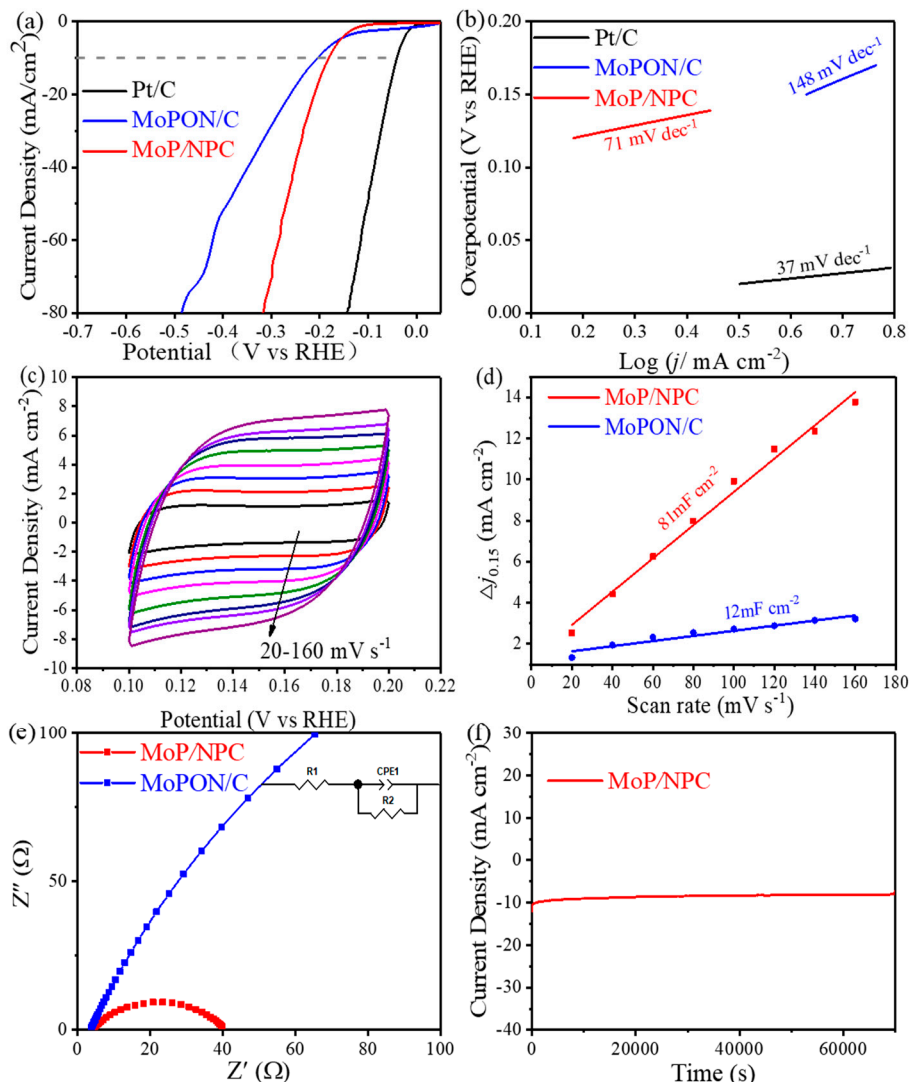 (a)
Current Density (mA/cm²)
0
-20
-40
-60
-80
Pt/C
MoPON/C
MoP/NPC
-0.7 -0.6 -0.5 -0.4 -0.3 -0.2 -0.1 0.0
Potential (V vs RHE)
(b)
Overpotential (V vs RHE)
0.20
0.15
0.10
0.05
0.00
Pt/C
MoPON/C
MoP/NPC
148 mV dec⁻¹
71 mV dec⁻¹
37 mV dec⁻¹
0.1 0.2 0.3 0.4 0.5 0.6 0.7 0.8
Log (j/ mA cm⁻²)
(c)
Current Density (mA cm⁻²)
10
8
6
4
2
0
-2
-4
-6
-8
-10
20-160 mV s⁻¹
0.08 0.10 0.12 0.14 0.16 0.18 0.20 0.22
Potential (V vs RHE)
(d)
△j0.15 (mA cm⁻²)
14
12
10
8
6
4
2
MoP/NPC
MoPON/C
81mF cm⁻²
12mF cm⁻²
0 20 40 60 80 100 120 140 160 180
Scan rate (mV s⁻¹)
(e)
Z″ (Ω)
100
50
0
MoP/NPC
MoPON/C
R1 CPE1
R2
0 20 40 60 80 100
Z′ (Ω)
(f)
Current Density (mA cm⁻²)
30
20
10
0
-10
-20
-30
-40
MoP/NPC
0 20000 40000 60000
Time (s)